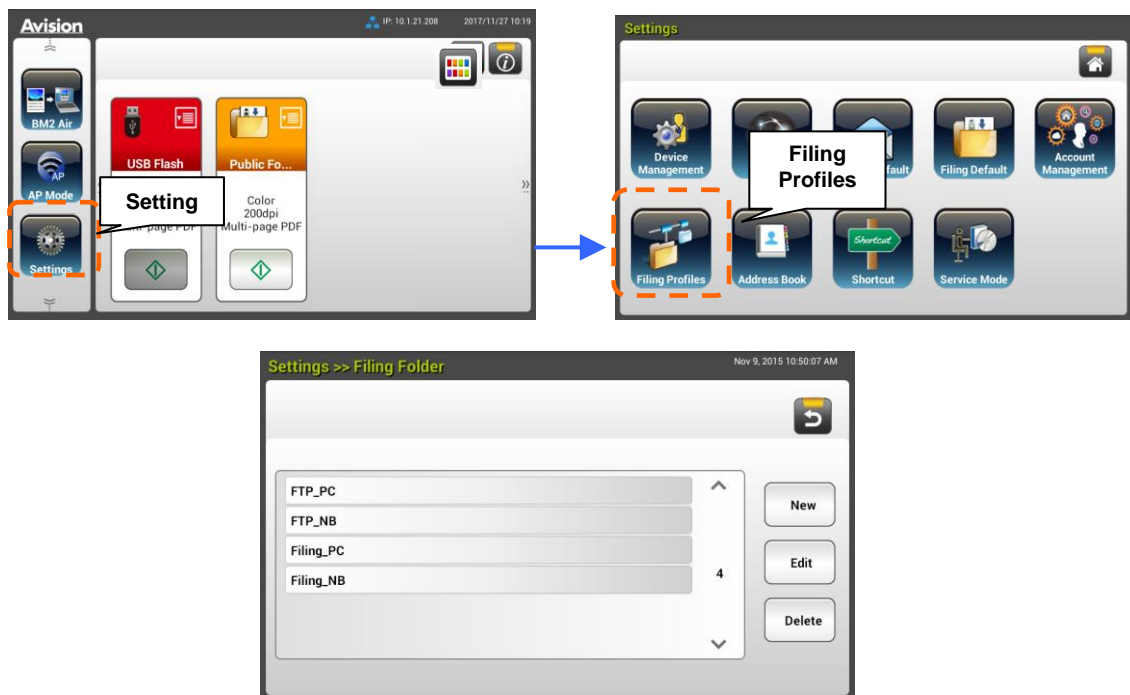 Avision
IP: 10.1.21.208
2017/11/27 10:19
BM2 Air
AP
AP Mode
Settings
USB Flash
Public Fo...
Color
200dpi
Multi-page PDF
Setting
Settings
Device
Management
Filing Default
Account
Management
Filing
Profiles
Filing Profiles
Address Book
Shortcut
Shortcut
Service Mode
Settings >> Filing Folder
Nov 9, 2015 10:50:07 AM
FTP_PC
FTP_NB
Filing_PC
Filing_NB
4
New
Edit
Delete